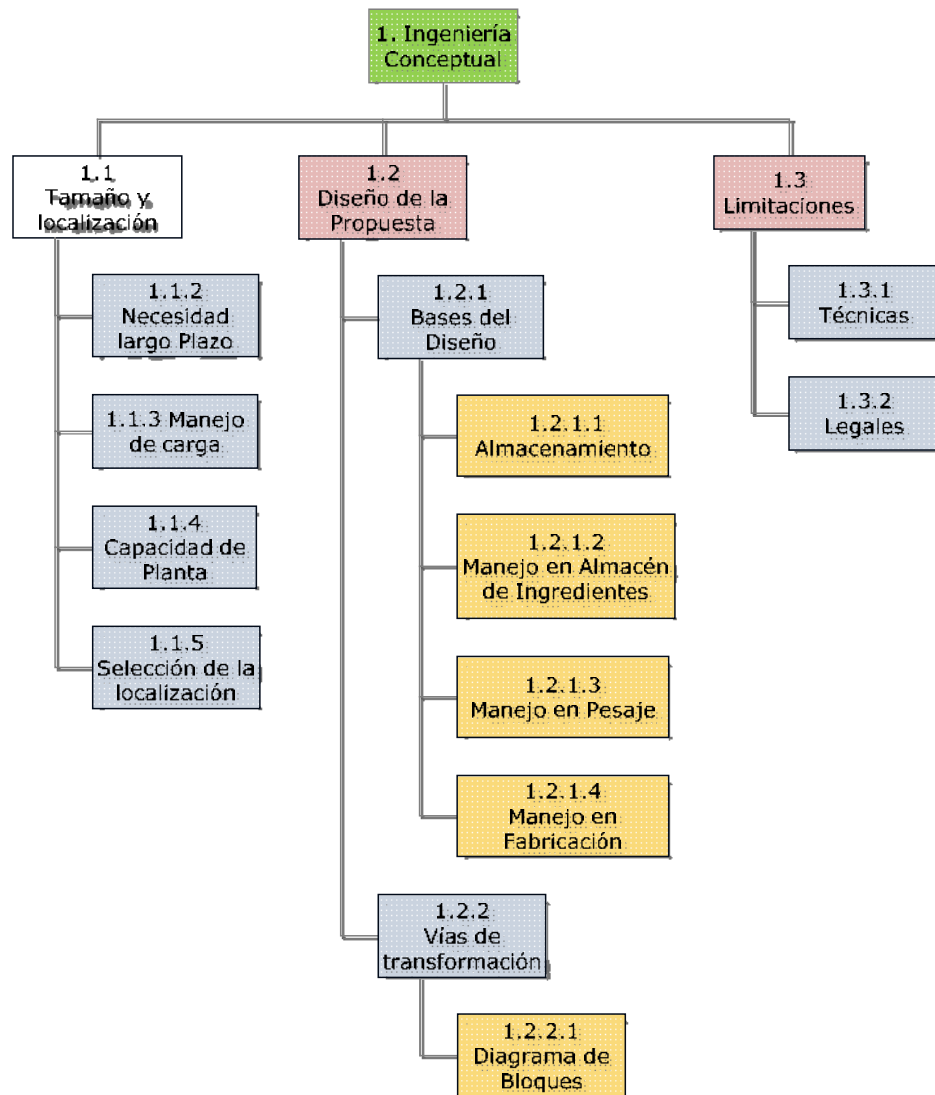 1. Ingeniería
Conceptual
1.1
Tamaño y
localización
1.1.2
Necesidad
largo Plazo
1.1.3 Manejo
de carga
1.1.4
Capacidad de
Planta
1.1.5
Selección de la
localización
1.2
Diseño de la
Propuesta
1.2.1
Bases del
Diseño
1.2.1.1
Almacenamiento
1.2.1.2
Manejo en Almacén
de Ingredientes
1.2.1.3
Manejo en Pesaje
1.2.1.4
Manejo en
Fabricación
1.2.2
Vías de
transformación
1.2.2.1
Diagrama de
Bloques
1.3
Limitaciones
1.3.1
Técnicas
1.3.2
Legales